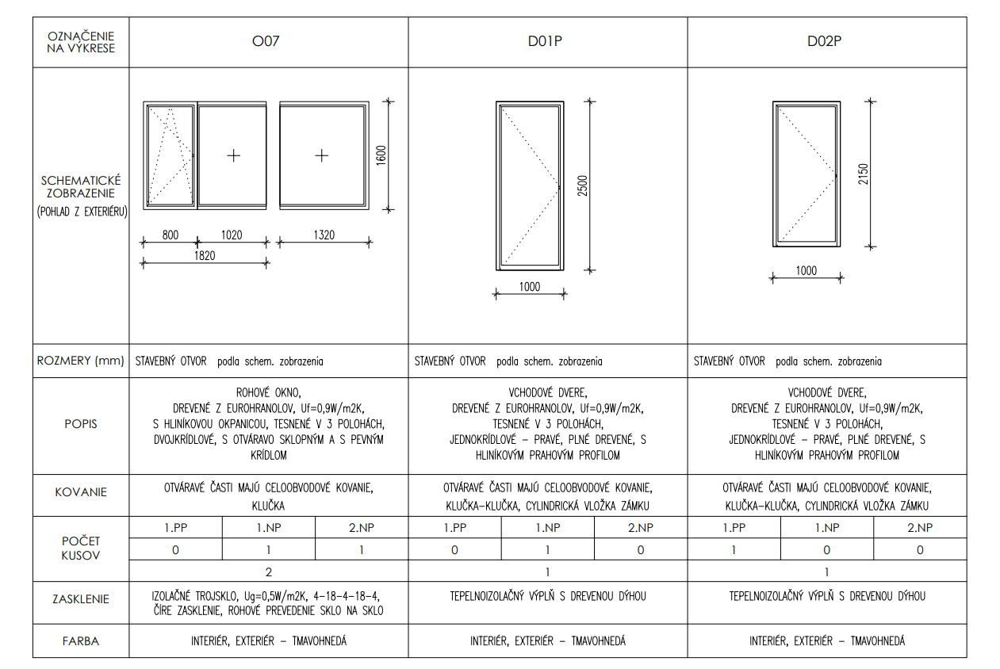 OZNAČENIE
NA VÝKRESE
O07
D01P
D02P
SCHEMATICKÉ
ZOBRAZENIE
(POHLAD Z EXTERIÉRU)
1600
800
1020
1320
1820
2500
1000
2150
1000
ROZMERY (mm)
STAVEBNÝ OTVOR podla schem. zobrazenia
STAVEBNÝ OTVOR podla schem. zobrazenia
STAVEBNÝ OTVOR podla schem. zobrazenia
POPIS
ROHOVÉ OKNO,
DREVENÉ Z EUROHRANOLOV, Uf=0,9W/m2K,
S HLINÍKOVOU OKPANICOU, TESNENÉ V 3 POLOHÁCH,
DVOJKRÍDLOVÉ, S OTVÁRAVO SKLOPNÝM A S PEVNÝM
KRÍDLOM
VCHODOVÉ DVERE,
DREVENÉ Z EUROHRANOLOV, Uf=0,9W/m2K,
TESNENÉ V 3 POLOHÁCH,
JEDNOKRÍDLOVÉ – PRAVÉ, PLNÉ DREVENÉ, S
HLINÍKOVÝM PRAHOVÝM PROFILOM
VCHODOVÉ DVERE,
DREVENÉ Z EUROHRANOLOV, Uf=0,9W/m2K,
TESNENÉ V 3 POLOHÁCH,
JEDNOKRÍDLOVÉ – PRAVÉ, PLNÉ DREVENÉ, S
HLINÍKOVÝM PRAHOVÝM PROFILOM
KOVANIE
OTVÁRAVÉ ČASTI MAJÚ CELOOBVODOVÉ KOVANIE,
KLUČKA
OTVÁRAVÉ ČASTI MAJÚ CELOOBVODOVÉ KOVANIE,
KLUČKA–KLUČKA, CYLINDRICKÁ VLOŽKA ZÁMKU
OTVÁRAVÉ ČASTI MAJÚ CELOOBVODOVÉ KOVANIE,
KLUČKA–KLUČKA, CYLINDRICKÁ VLOŽKA ZÁMKU
POČET
KUSOV
1.PP 1.NP 2.NP 1.PP 1.NP 2.NP 1.PP 1.NP 2.NP
0 1 1 0 1 0 1 0 0
2 1 1
ZASKLENIE
IZOLAČNÉ TROJSKLO, Ug=0,5W/m2K, 4–18–4–18–4,
ČÍRE ZASKLENIE, ROHOVÉ PREVEDENIE SKLO NA SKLO
TEPELNOIZOLAČNÝ VÝPLŇ S DREVENOU DÝHOU
TEPELNOIZOLAČNÝ VÝPLŇ S DREVENOU DÝHOU
FARBA
INTERIÉR, EXTERIÉR – TMAVOHNEDÁ
INTERIÉR, EXTERIÉR – TMAVOHNEDÁ
INTERIÉR, EXTERIÉR – TMAVOHNEDÁ